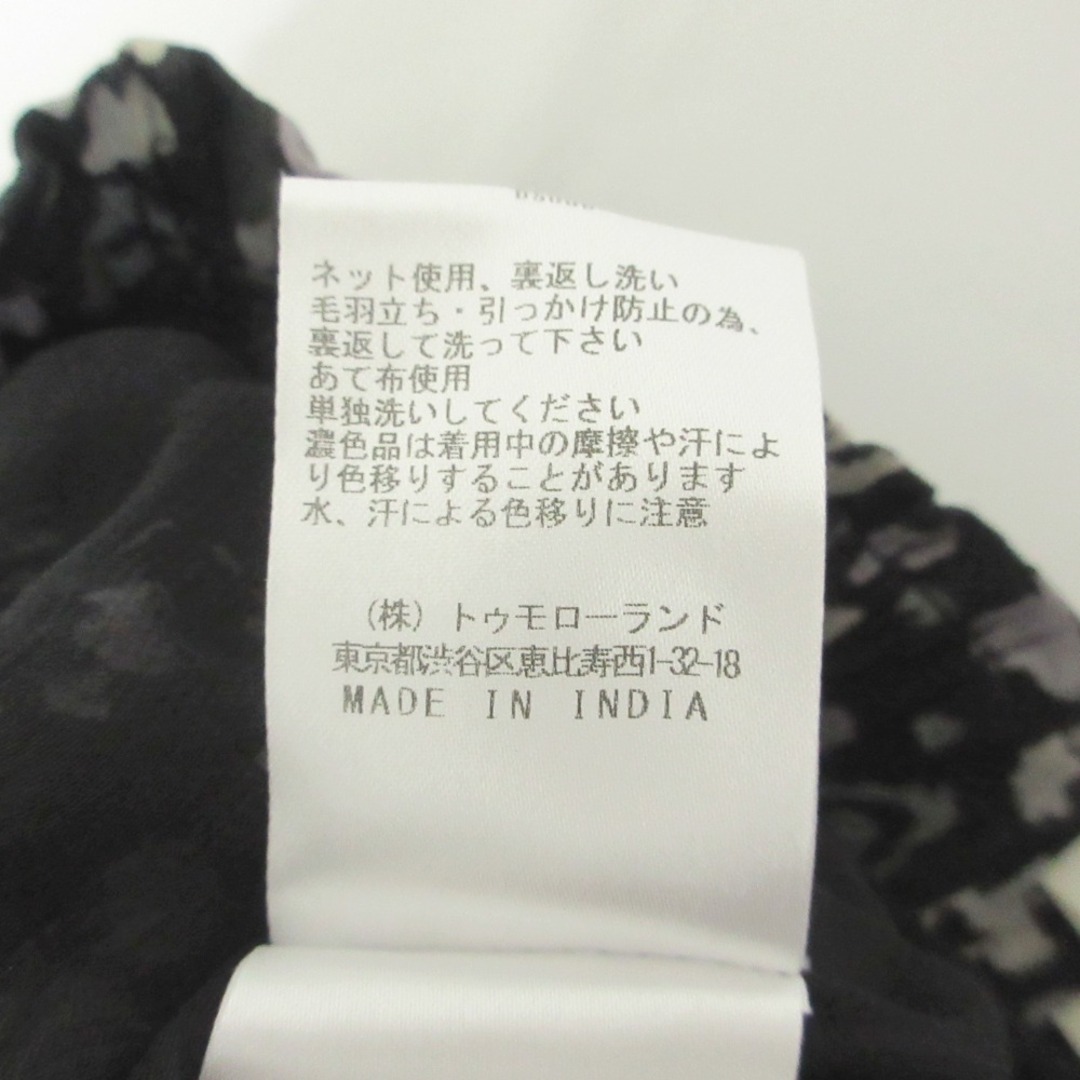 ネット使用、裏返し洗い
毛羽立ち・引っかけ防止の為、
裏返して洗って下さい
あて布使用
単独洗いしてください
濃色品は着用中の摩擦や汗によ
り色移りすることがあります
水、汗による色移りに注意
(株)トゥモローランド
東京都渋谷区恵比寿西1-32-18
MADE IN INDIA